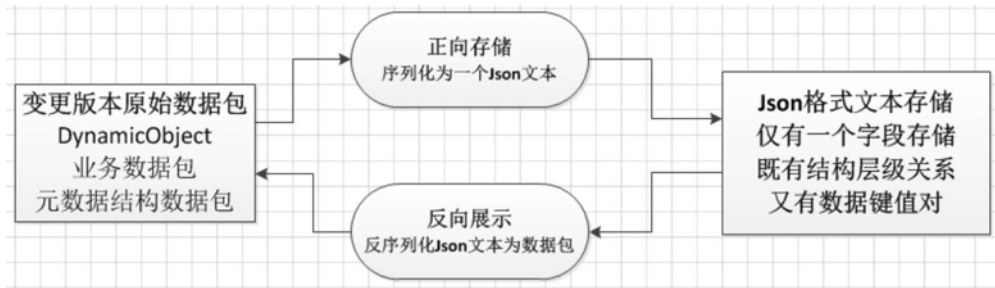 正向存储
序列化为一个Json文本
变更版本原始数据包
DynamicObject
业务数据包
元数据结构数据包
Json格式文本存储
仅有一个字段存储
既有结构层级关系
又有数据键值对
反向展示
反序列化Json文本为数据包